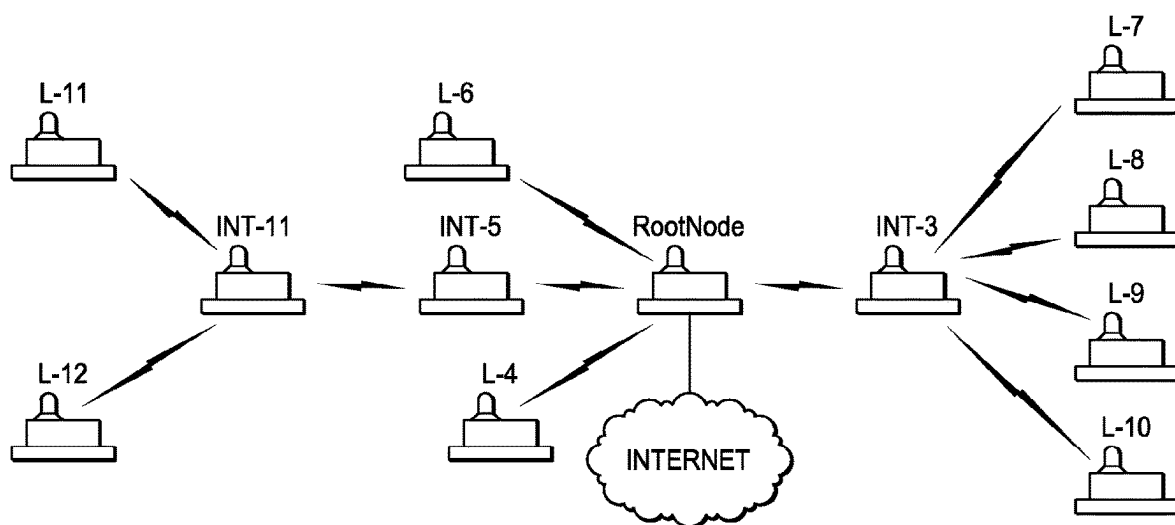 L-7
L-11
L-6
L-8
INT-11
INT-5
RootNode
INT-3
L-9
L-12
L-4
L-10
INTERNET